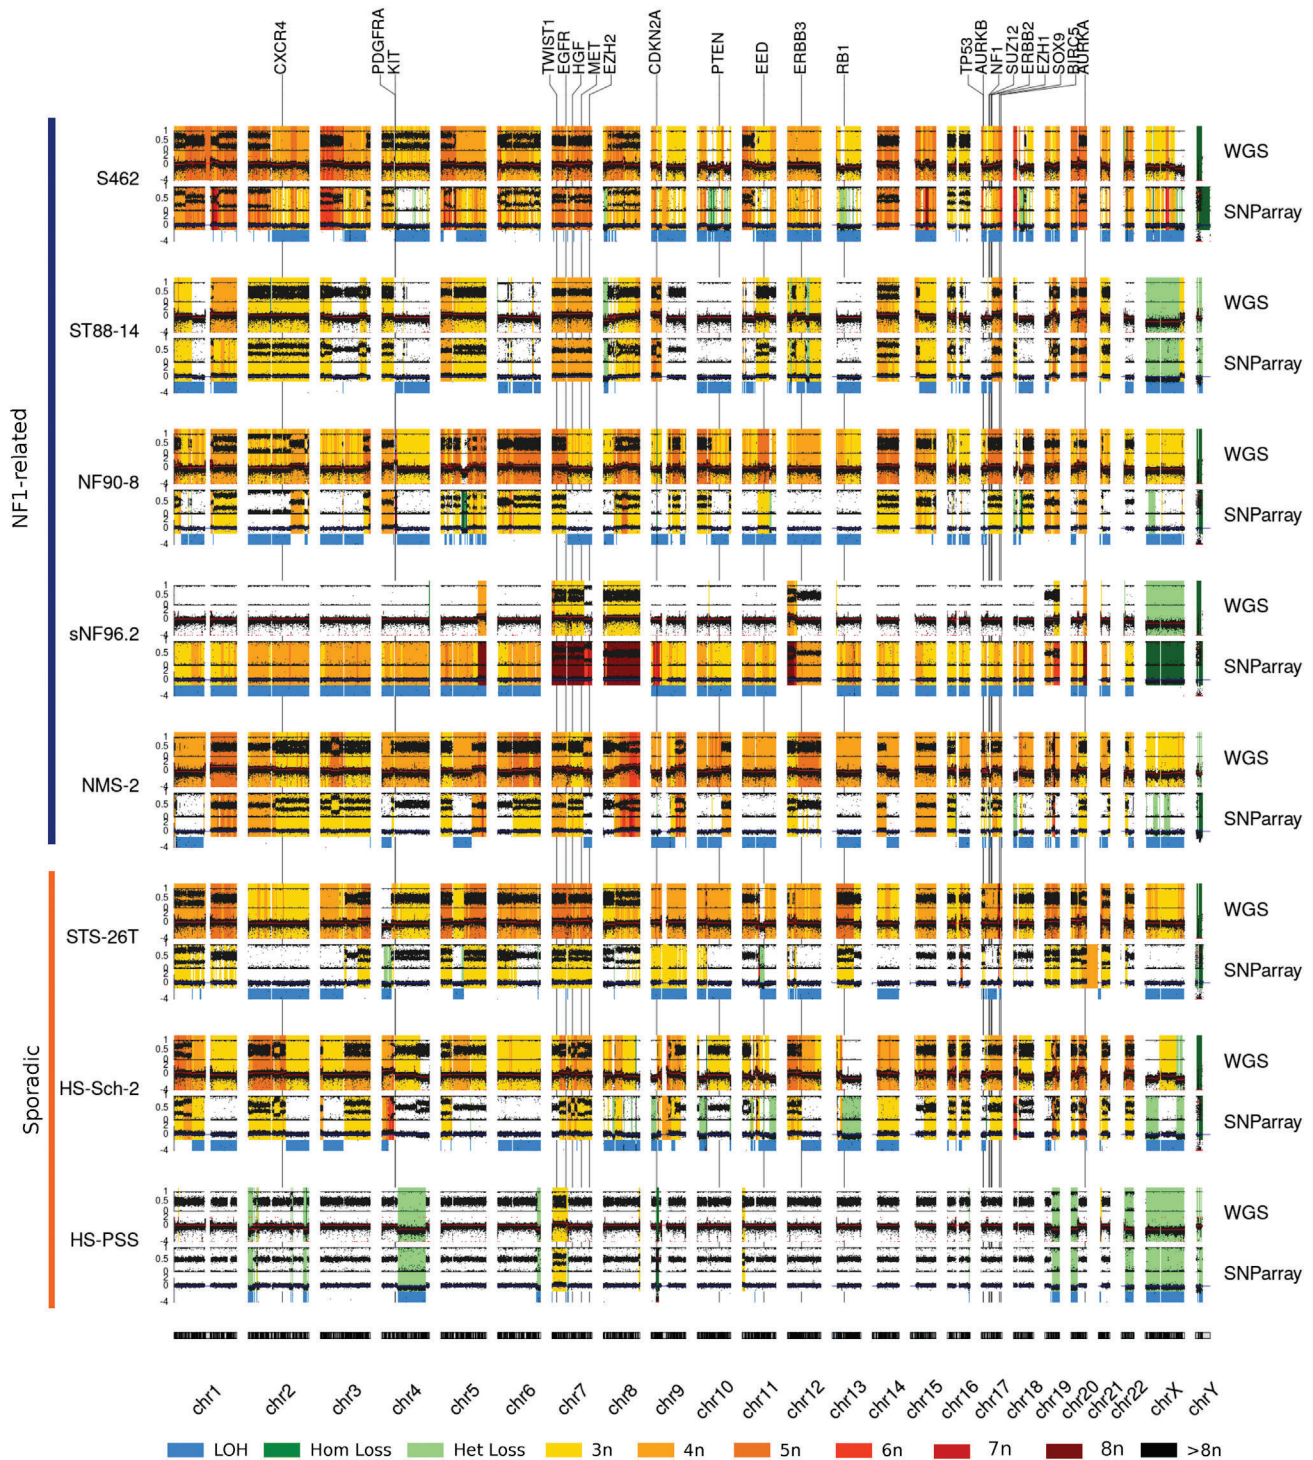 CXCR4
PDGFRA
KIT
TWIST1
EGFR
HGF
MET
EZH2
CDKN2A
PTEN
EED
ERBB3
RB1
TP53
AURKB
NF1
SUZ12
ERBB2
EZH1
SOX9
BIRC5
AURKA
NF1-related
Sporadic
S462
WGS
SNParray
ST88-14
WGS
SNParray
NF90-8
WGS
SNParray
sNF96.2
WGS
SNParray
NMS-2
WGS
SNParray
STS-26T
WGS
SNParray
HS-Sch-2
WGS
SNParray
HS-PSS
WGS
SNParray
chr1 chr2 chr3 chr4 chr5 chr6 chr7 chr8 chr9 chr10 chr11 chr12 chr13 chr14 chr15 chr16 chr17 chr18 chr19 chr20 chr21 chr22 chrX chrY
LOH Hom Loss Het Loss 3n 4n 5n 6n 7n 8n >8n